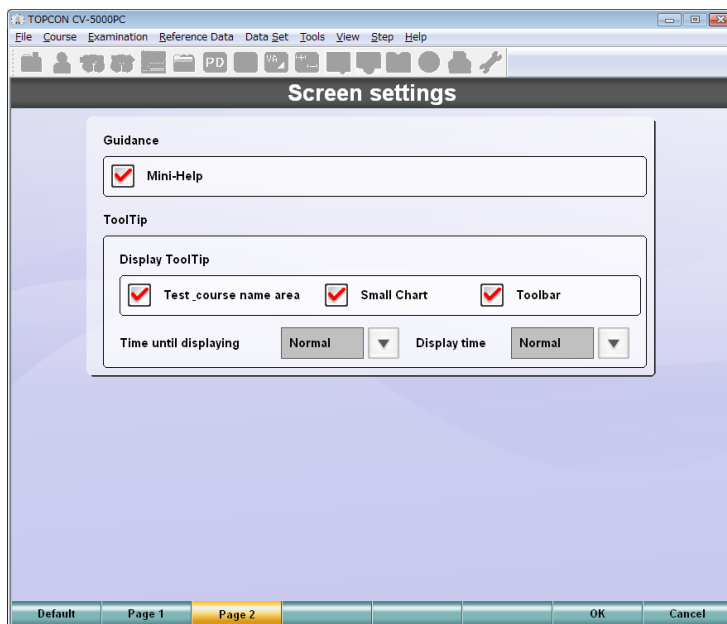 TOPCON CV-5000PC
File Course Examination Reference Data Data Set Tools View Step Help
PD VA
Screen settings
Guidance
Mini-Help
ToolTip
Display ToolTip
Test_course name area Small Chart Toolbar
Time until displaying Normal Display time Normal
Default Page 1 Page 2 OK Cancel